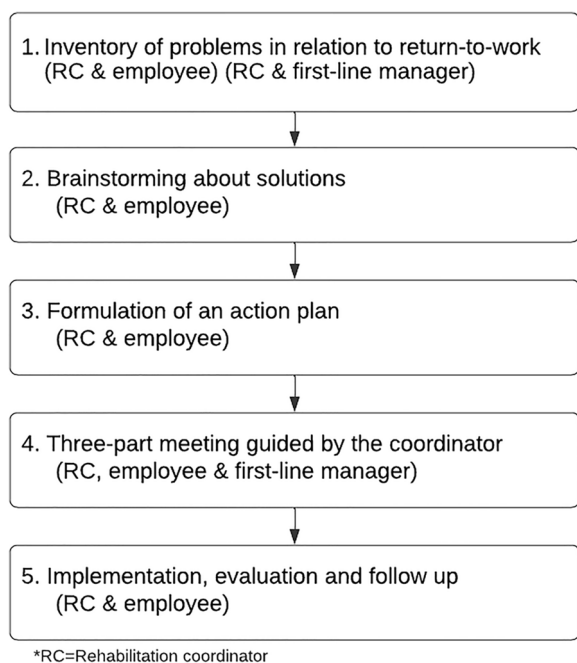 1. Inventory of problems in relation to return-to-work
(RC & employee) (RC & first-line manager)
2. Brainstorming about solutions
(RC & employee)
3. Formulation of an action plan
(RC & employee)
4. Three-part meeting guided by the coordinator
(RC, employee & first-line manager)
5. Implementation, evaluation and follow up
(RC & employee)
*RC=Rehabilitation coordinator